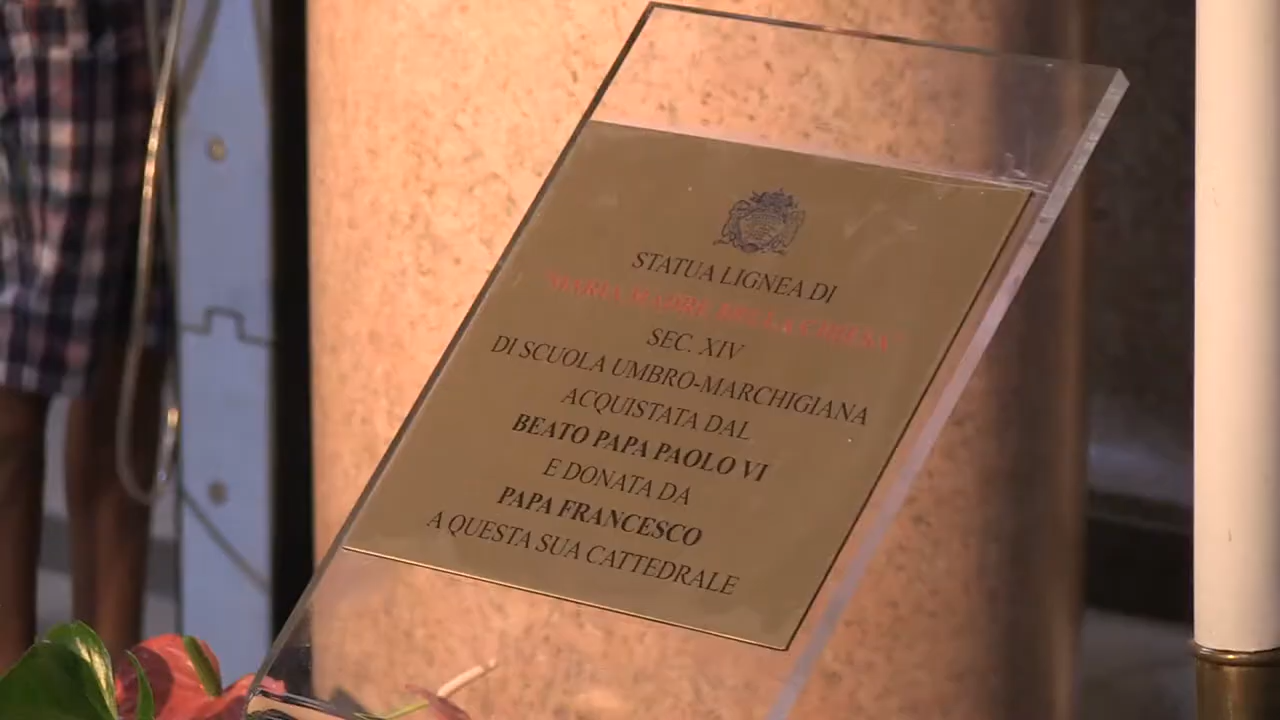 STATUA LIGNEA DI
"MARIA MADRE DELLA CHIESA"
SEC. XIV
DI SCUOLA UMBRO-MARCHIGIANA
ACQUISTATA DAL
BEATO PAPA PAOLO VI
E DONATA DA
PAPA FRANCESCO
A QUESTA SUA CATTEDRALE